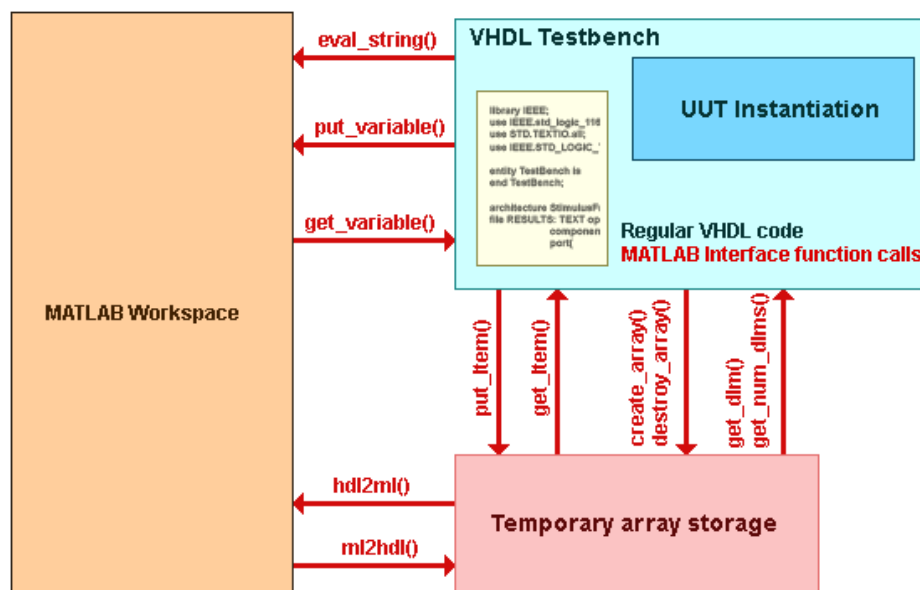 eval_string()
put_variable()
get_variable()
MATLAB Workspace
VHDL Testbench
UUT Instantiation
library IEEE;
use IEEE.std_logic_116
use STD.TEXTIO.all;
use IEEE.STD_LOGIC_
entity TestBench is
end TestBench;
architecture StimulusF
file RESULTS: TEXT op
componen
port(
Regular VHDL code
MATLAB Interface function calls
put_item()
get_item()
create_array()
destroy_array()
get_dim()
get_num_dims()
hdl2ml()
ml2hdl()
Temporary array storage